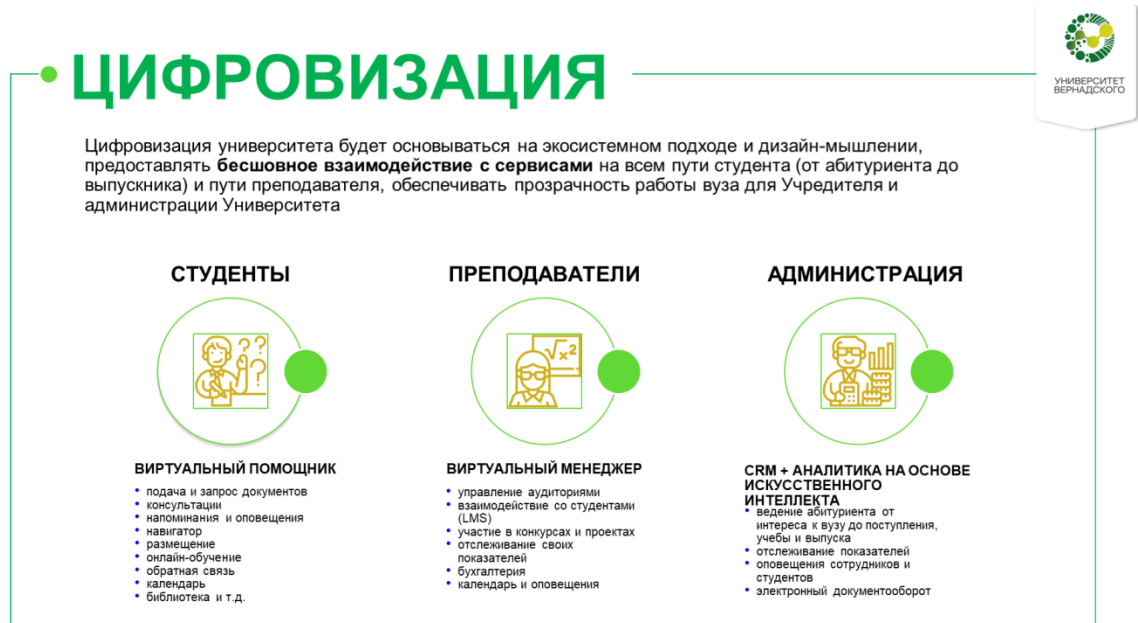 ЦИФРОВИЗАЦИЯ
УНИВЕРСИТЕТ
ВЕРНАДСКОГО
Цифровизация университета будет основываться на экосистемном подходе и дизайн-мышлении,
предоставлять бесшовное взаимодействие с сервисами на всем пути студента (от абитуриента до
выпускника) и пути преподавателя, обеспечивать прозрачность работы вуза для Учредителя и
администрации Университета
СТУДЕНТЫ
ВИРТУАЛЬНЫЙ ПОМОЩНИК
• подача и запрос документов
• консультации
• напоминания и оповещения
• навигатор
• размещение
• онлайн-обучение
• обратная связь
• календарь
• библиотека и т.д.
ПРЕПОДАВАТЕЛИ
√x²
ВИРТУАЛЬНЫЙ МЕНЕДЖЕР
• управление аудиториями
• взаимодействие со студентами
(LMS)
• участие в конкурсах и проектах
• отслеживание своих
показателей
• бухгалтерия
• календарь и оповещения
АДМИНИСТРАЦИЯ
CRM + АНАЛИТИКА НА ОСНОВЕ
ИСКУССТВЕННОГО
ИНТЕЛЛЕКТА
• ведение абитуриента от
интереса к вузу до поступления,
учебы и выпуска
• отслеживание показателей
• оповещения сотрудников и
студентов
• электронный документооборот